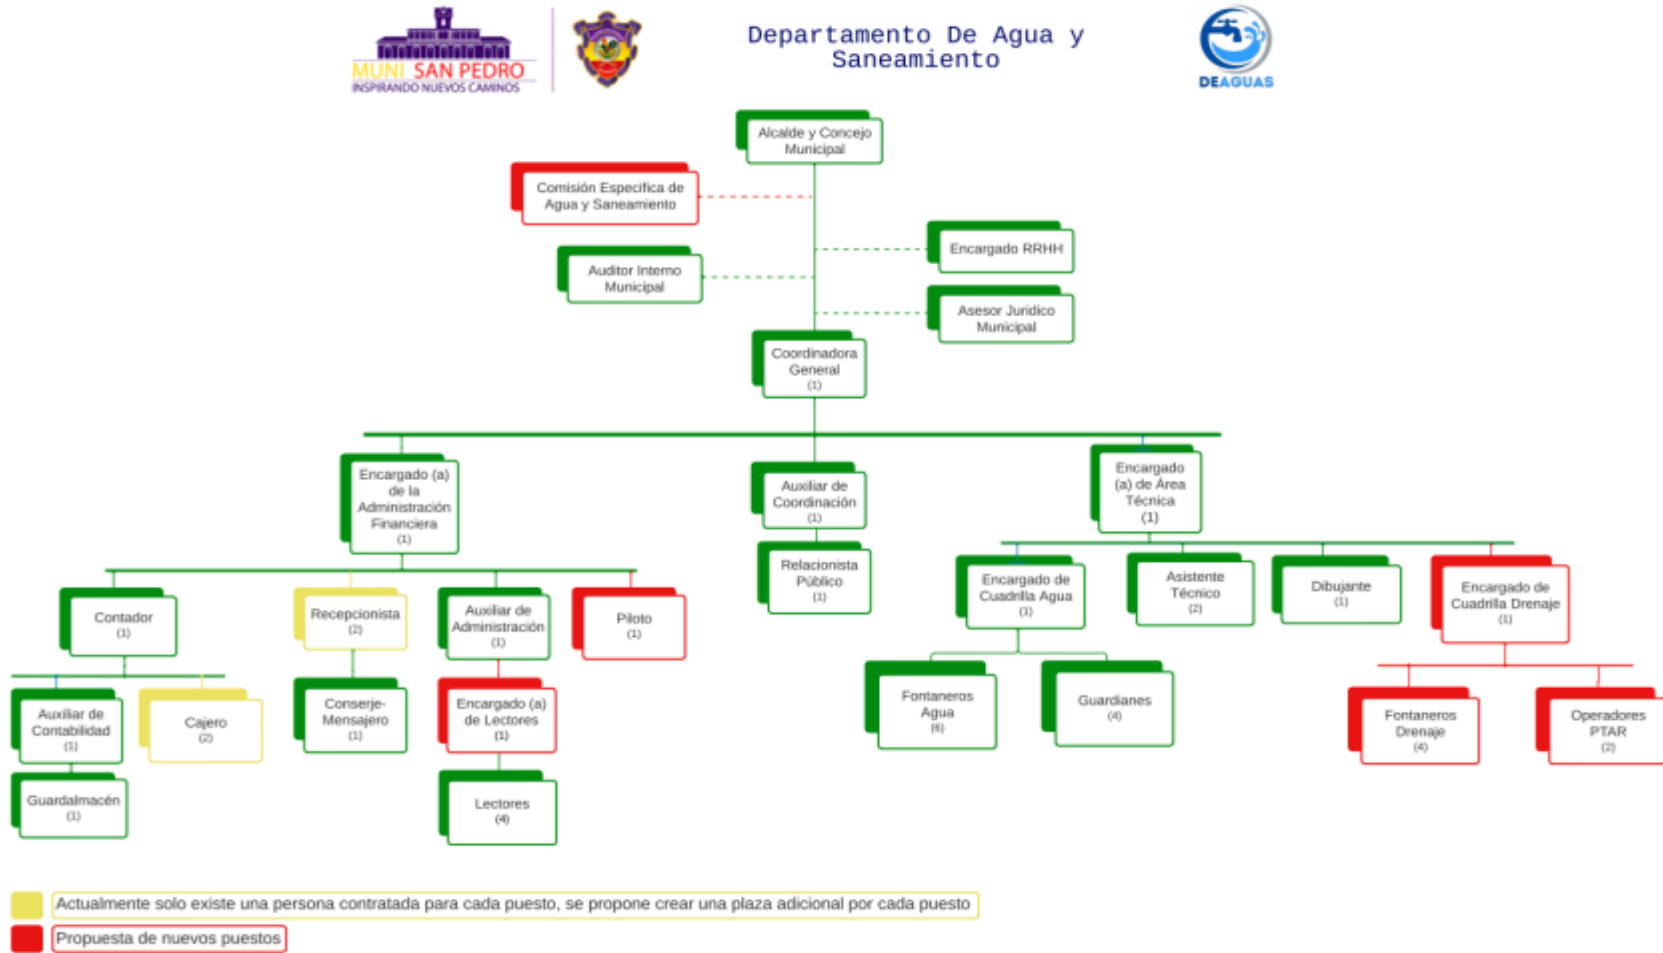 MUNI SAN PEDRO
INSPIRANDO NUEVOS CAMINOS
Departamento De Agua y
Saneamiento
DEAGUAS
Alcalde y Concejo
Municipal
Comisión Especifica de
Agua y Saneamiento
Encargado RRHH
Auditor Interno
Municipal
Asesor Juridico
Municipal
Coordinadora
General
(1)
Encargado (a)
de la
Administración
Financiera
(1)
Auxiliar de
Coordinación
(1)
Encargado
(a) de Área
Técnica
(1)
Relacionista
Público
(1)
Contador
(1)
Recepcionista
(2)
Auxiliar de
Administración
(1)
Piloto
(1)
Encargado de
Cuadrilla Agua
(1)
Asistente
Técnico
(2)
Dibujante
(1)
Encargado de
Cuadrilla Drenaje
(1)
Auxiliar de
Contabilidad
(1)
Cajero
(2)
Conserje-
Mensajero
(1)
Encargado (a)
de Lectores
(1)
Fontaneros
Agua
(6)
Guardianes
(4)
Fontaneros
Drenaje
(4)
Operadores
PTAR
(2)
Guardalmacén
(1)
Lectores
(4)
Actualmente solo existe una persona contratada para cada puesto, se propone crear una plaza adicional por cada puesto
Propuesta de nuevos puestos